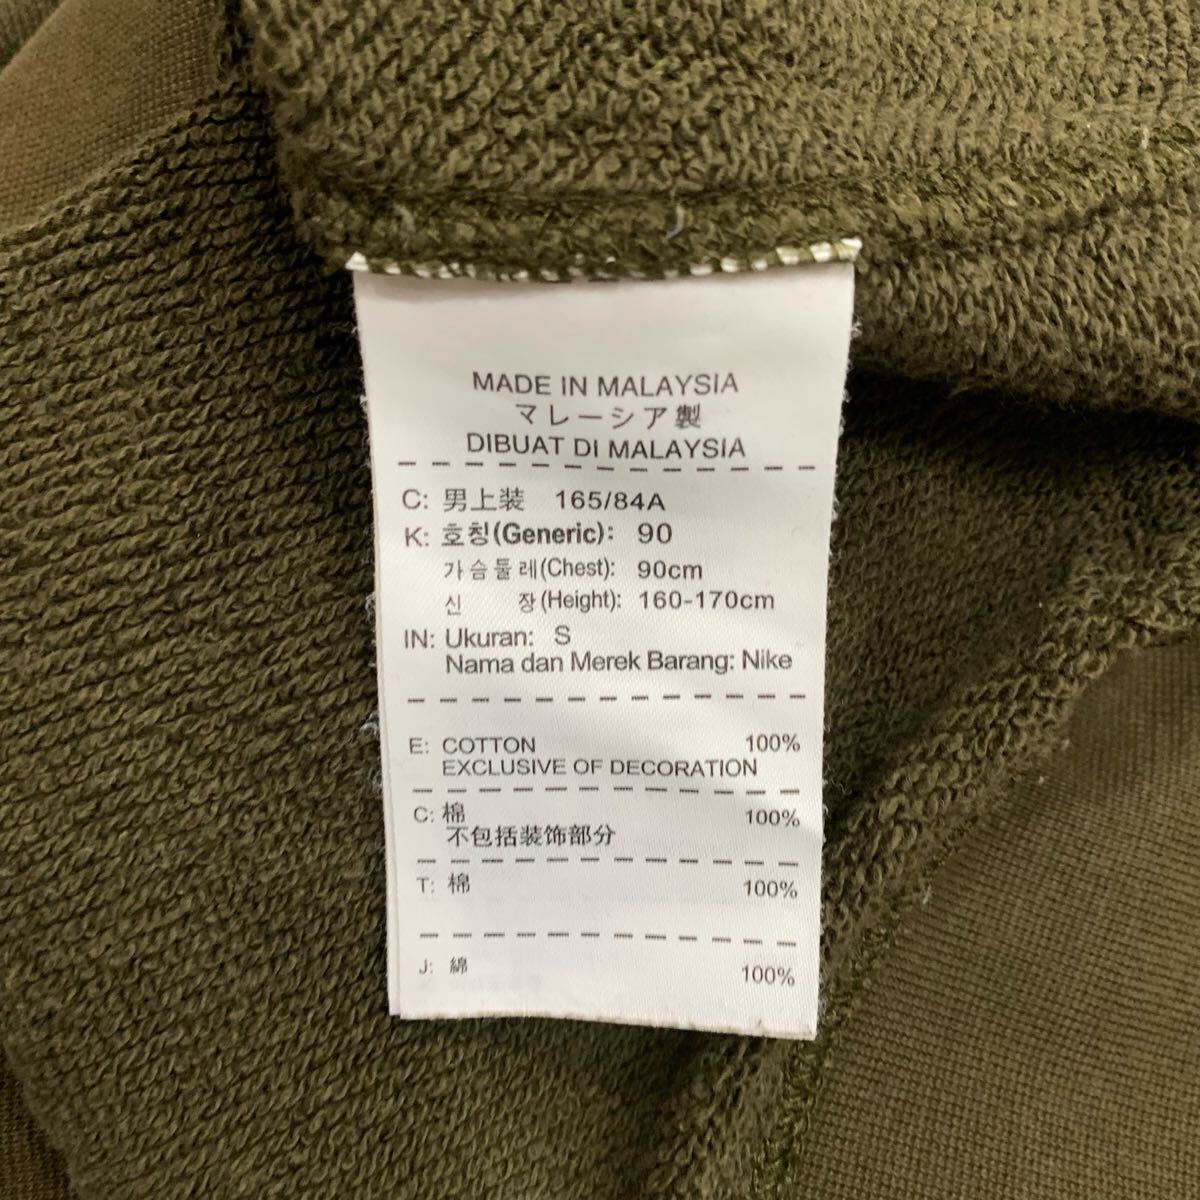 MADE IN MALAYSIA
マレーシア製
DIBUAT DI MALAYSIA
C: 男上装 165/84A
K: 호칭(Generic): 90
가슴둘레(Chest): 90cm
신 장(Height): 160-170cm
IN: Ukuran: S
Nama dan Merek Barang: Nike
E: COTTON 100%
EXCLUSIVE OF DECORATION
C: 棉 100%
不包括装饰部分
T: 棉 100%
J: 綿 100%